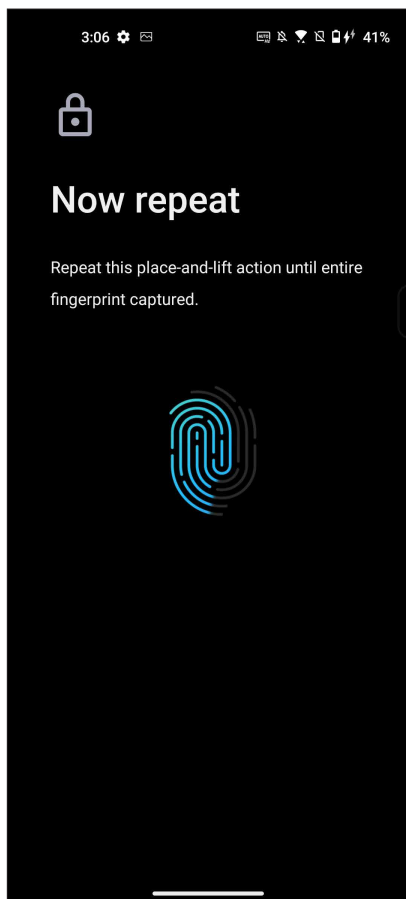 3:06 41%
Now repeat
Repeat this place-and-lift action until entire
fingerprint captured.